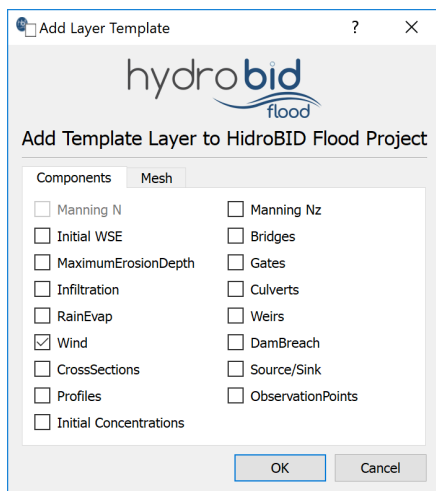 Add Layer Template
hydrobid
flood
Add Template Layer to HidroBID Flood Project
Components Mesh
Manning N Manning Nz
Initial WSE Bridges
MaximumErosionDepth Gates
Infiltration Culverts
RainEvap Weirs
Wind DamBreach
CrossSections Source/Sink
Profiles ObservationPoints
Initial Concentrations
OK Cancel